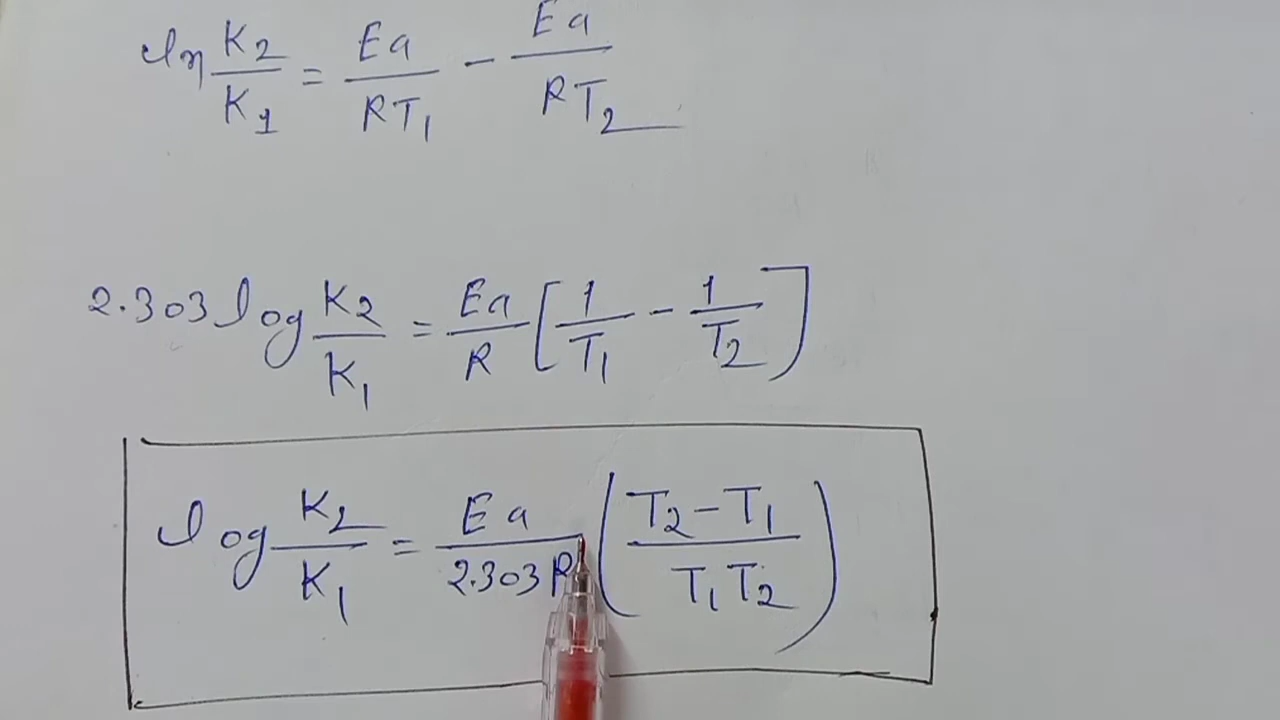 ln K₂/K₁ = Ea/RT₁ - Ea/RT₂
2.303 log K₂/K₁ = Ea/R [1/T₁ - 1/T₂]
log K₂/K₁ = Ea/2.303R (T₂-T₁/T₁T₂)